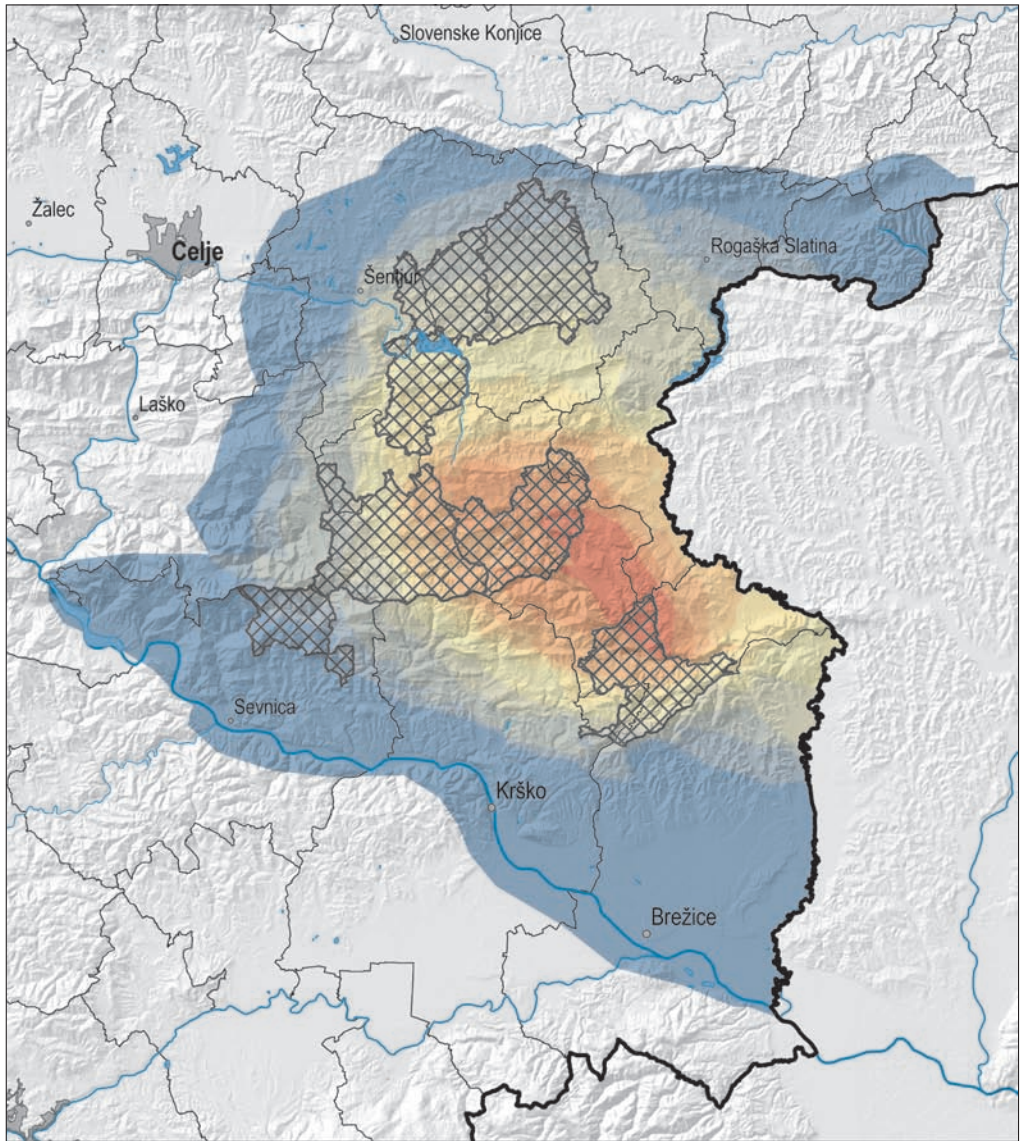 Slovenske Konjice
Žalec
Celje
Rogaška Slatina
Šentjur
Laško
Sevnica
Krško
Brežice